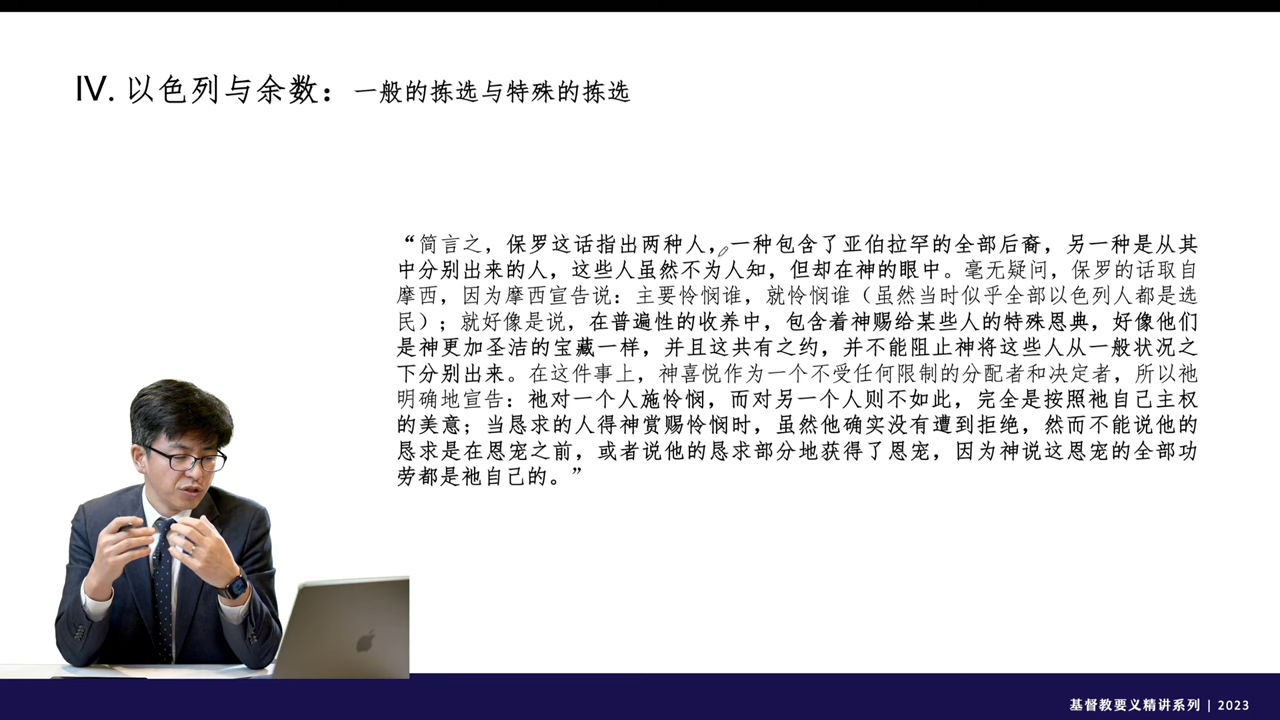 IV. 以色列与余数：一般的拣选与特殊的拣选
“简言之，保罗这话指出两种人，一种包含了亚伯拉罕的全部后裔，另一种是从其
中分别出来的人，这些人虽然不为人知，但却在神的眼中。毫无疑问，保罗的话取自
摩西，因为摩西宣告说：主要怜悯谁，就怜悯谁（虽然当时似乎全部以色列人都是选
民）；就好像是说，在普遍性的收养中，包含着神赐给某些人的特殊恩典，好像他们
是神更加圣洁的宝藏一样，并且这共有之约，并不能阻止神将这些人从一般状况之
下分别出来。在这件事上，神喜悦作为一个不受任何限制的分配者和决定者，所以祂
明确地宣告：祂对一个人施怜悯，而对另一个人则不如此，完全是按照祂自己主权
的美意；当恳求的人得神赏赐怜悯时，虽然他确实没有遭到拒绝，然而不能说他的
恳求是在恩宠之前，或者说他的恳求部分地获得了恩宠，因为神说这恩宠的全部功
劳都是祂自己的。”
基督教要义精讲系列 | 2023